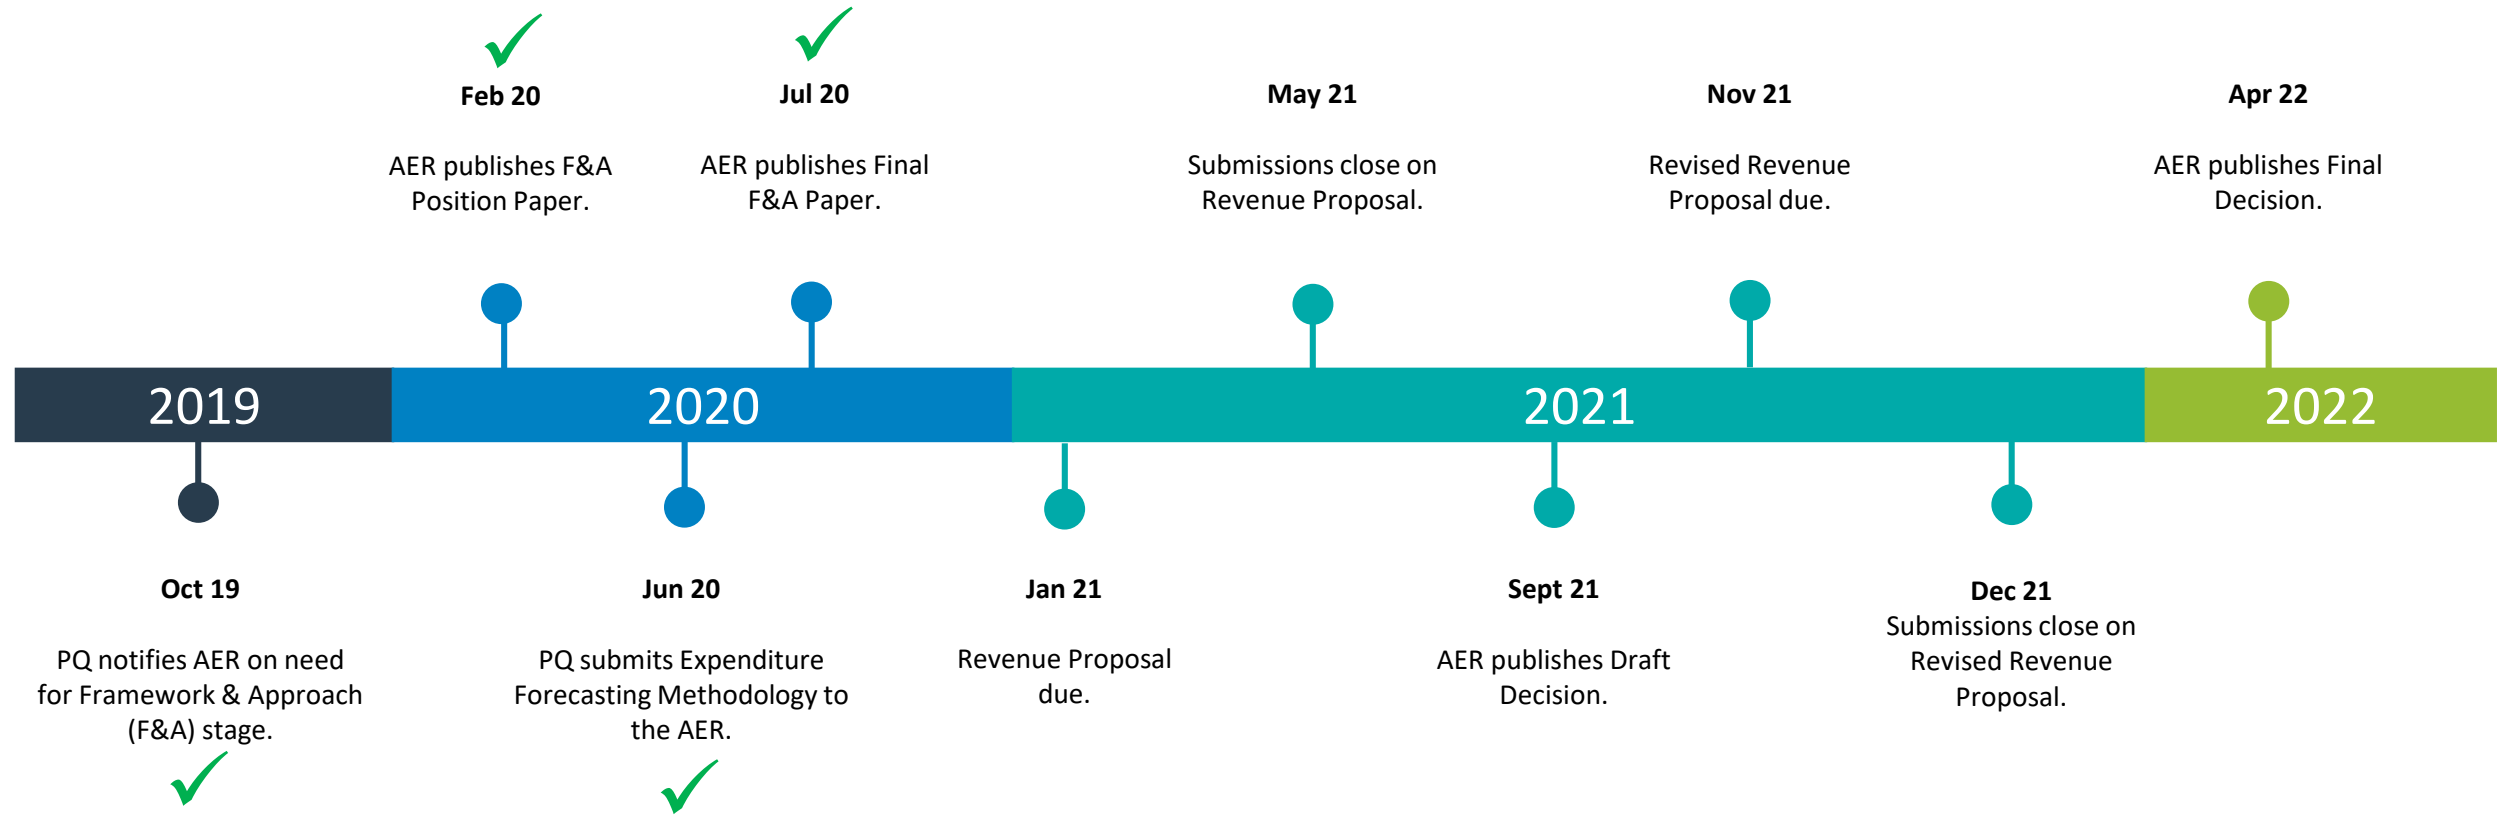 Feb 20
AER publishes F&A
Position Paper.
Jul 20
AER publishes Final
F&A Paper.
May 21
Submissions close on
Revenue Proposal.
Nov 21
Revised Revenue
Proposal due.
Apr 22
AER publishes Final
Decision.
2019
2020
2021
2022
Oct 19
PQ notifies AER on need
for Framework & Approach
(F&A) stage.
Jun 20
PQ submits Expenditure
Forecasting Methodology to
the AER.
Jan 21
Revenue Proposal
due.
Sept 21
AER publishes Draft
Decision.
Dec 21
Submissions close on
Revised Revenue
Proposal.